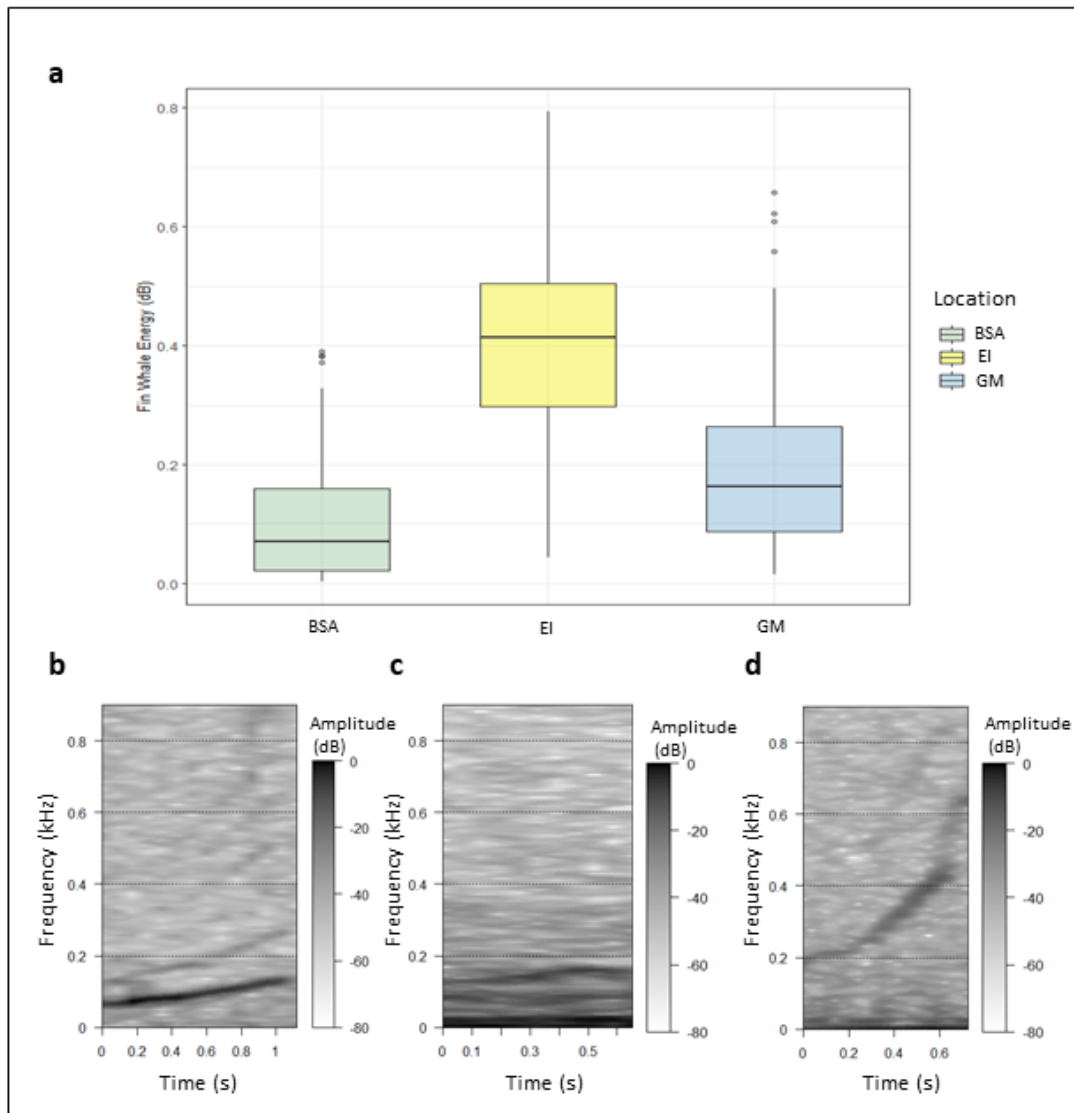 a
0.8
0.6
0.4
0.2
0.0
Fin Whale Energy (dB)
BSA
EI
GM
Location
BSA
EI
GM
b
Amplitude
(dB)
0
-20
-40
-60
-80
0.8
0.6
0.4
0.2
0
Frequency (kHz)
0 0.2 0.4 0.6 0.8 1
Time (s)
c
Amplitude
(dB)
0
-20
-40
-60
-80
0.8
0.6
0.4
0.2
0
Frequency (kHz)
0 0.1 0.3 0.5
Time (s)
d
Amplitude
(dB)
0
-20
-40
-60
-80
0.8
0.6
0.4
0.2
0
Frequency (kHz)
0 0.2 0.4 0.6
Time (s)